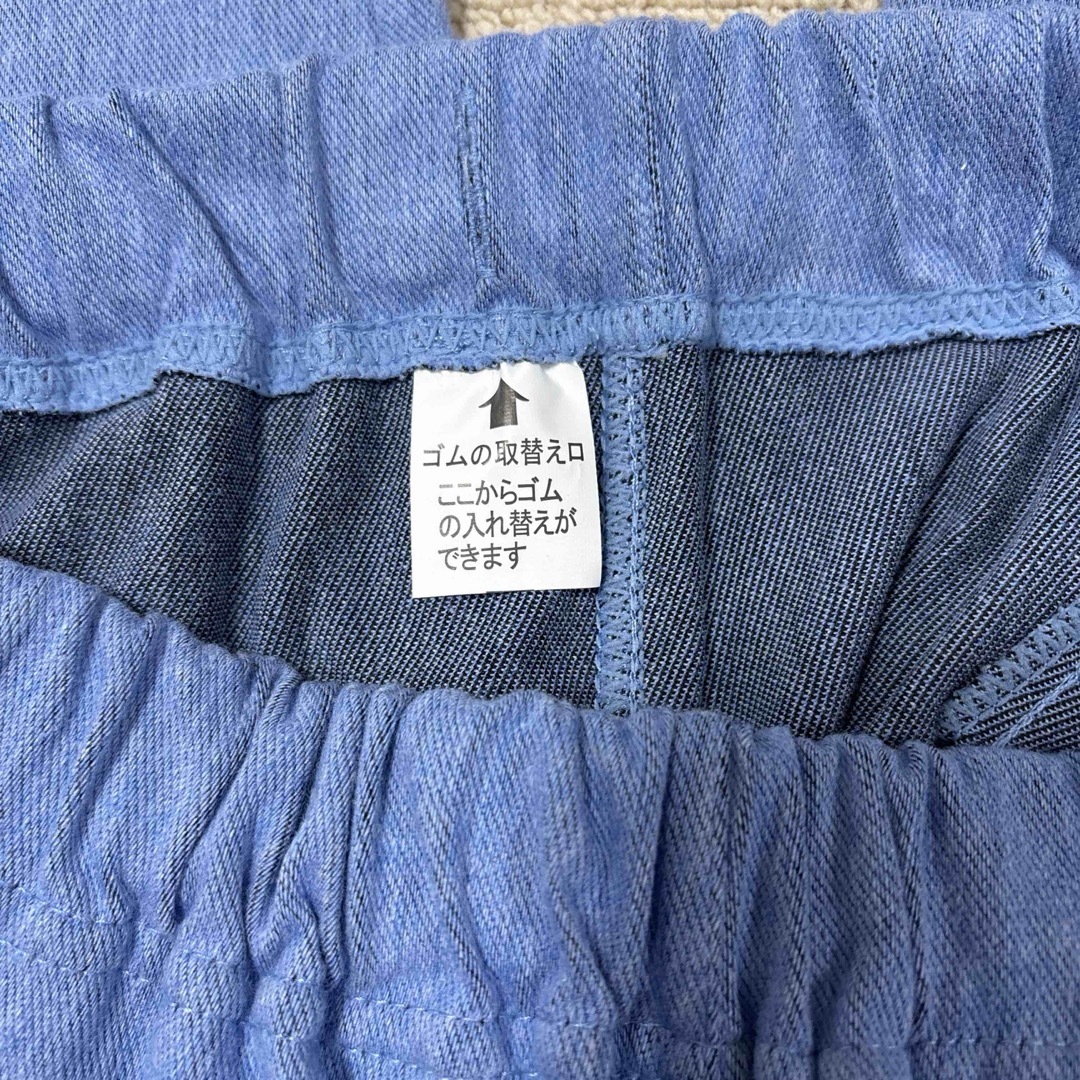 ゴムの取替え口
ここからゴム
の入れ替えが
できます